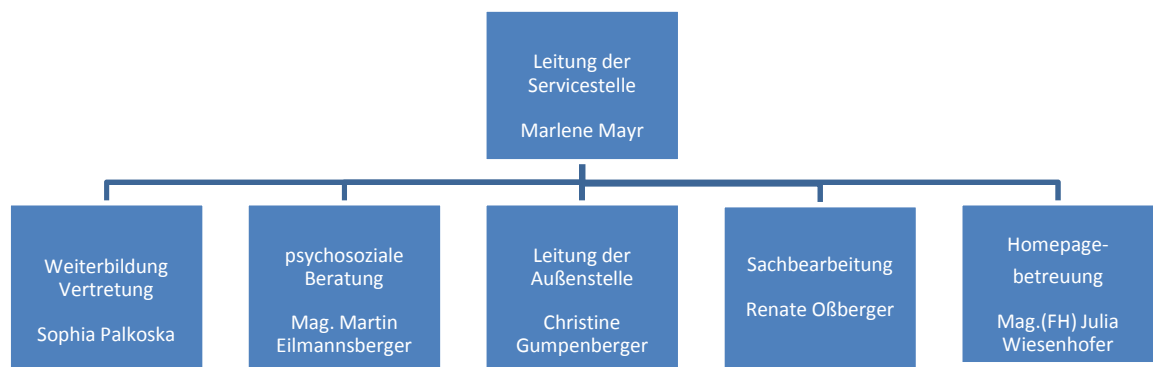 Leitung der
Servicestelle
Marlene Mayr
Weiterbildung
Vertretung
Sophia Palkoska
psychosoziale
Beratung
Mag. Martin
Eilmannsberger
Leitung der
Außenstelle
Christine
Gumpenberger
Sachbearbeitung
Renate Oßberger
Homepage-
betreuung
Mag.(FH) Julia
Wiesenhofer